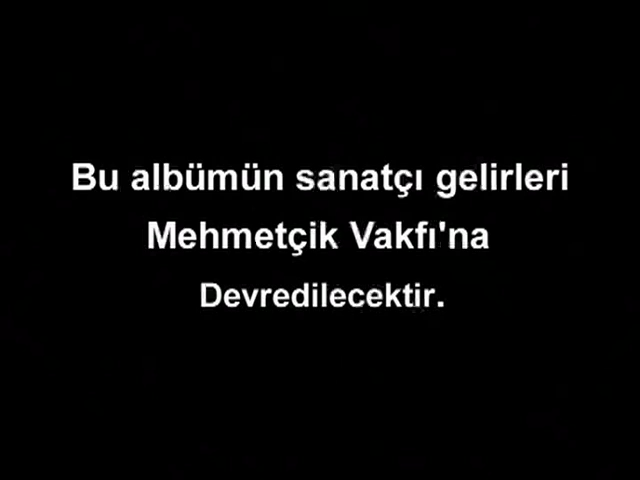 Bu albümün sanatçı gelirleri
Mehmetçik Vakfı'na
Devredilecektir.